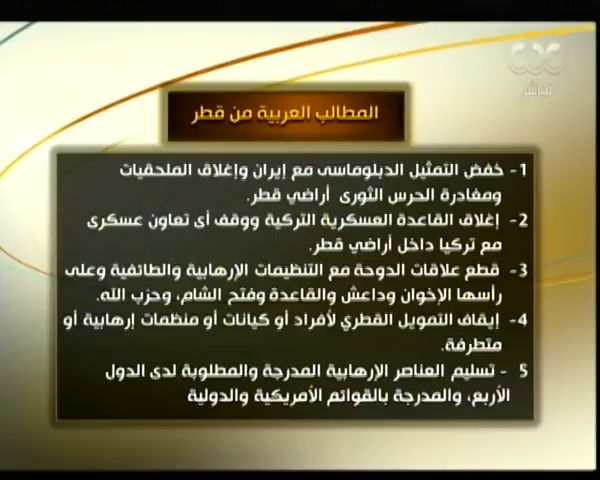 cbc
مباشر
المطالب العربية من قطر
1- خفض التمثيل الدبلوماسى مع إيران وإغلاق الملحقيات
ومغادرة الحرس الثورى أراضي قطر.
2- إغلاق القاعدة العسكرية التركية ووقف أى تعاون عسكرى
مع تركيا داخل أراضي قطر.
3- قطع علاقات الدوحة مع التنظيمات الإرهابية والطائفية وعلى
رأسها الإخوان وداعش والقاعدة وفتح الشام، وحزب الله.
4- إيقاف التمويل القطري لأفراد أو كيانات أو منظمات إرهابية أو
متطرفة.
5 - تسليم العناصر الإرهابية المدرجة والمطلوبة لدى الدول
الأربع، والمدرجة بالقوائم الأمريكية والدولية